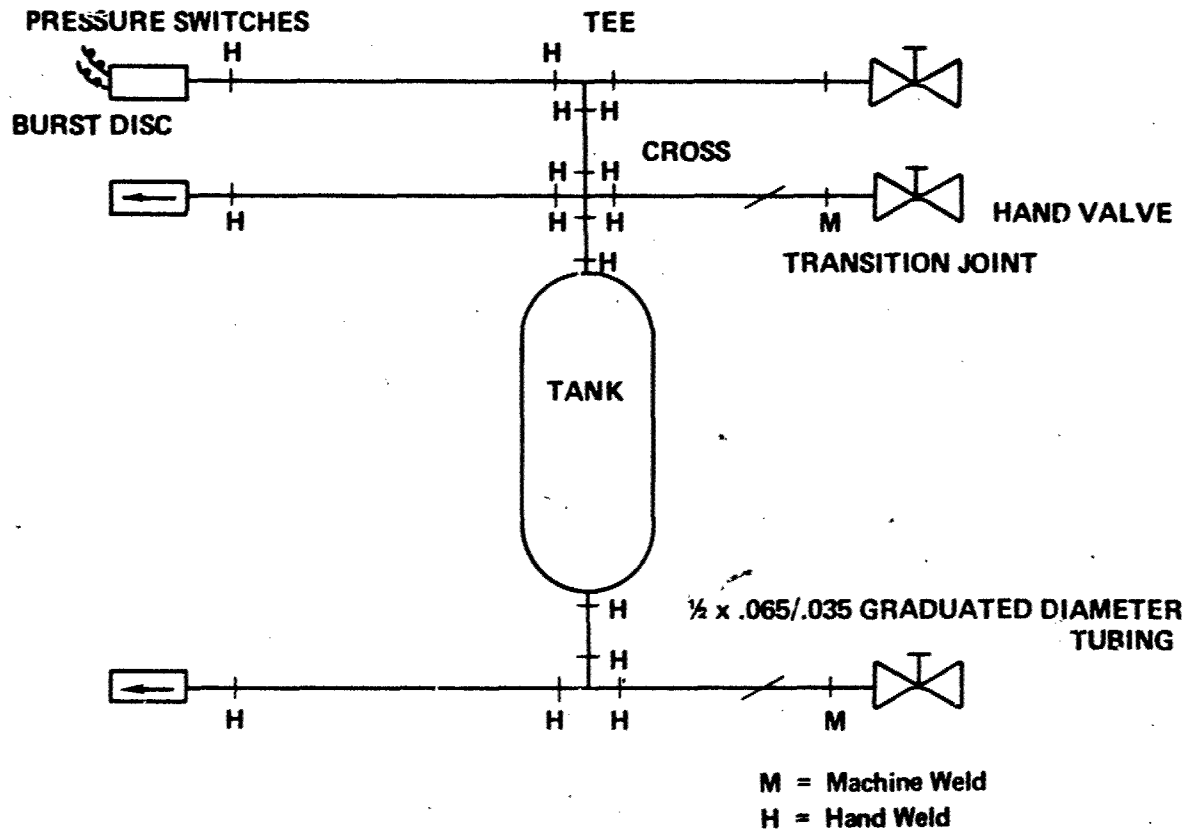 PRESSURE SWITCHES
TEE
H
H
BURST DISC
H H
CROSS
H H
H
H H
M
HAND VALVE
H
TRANSITION JOINT
TANK
H
½ x .065/.035 GRADUATED DIAMETER
TUBING
H
H
H
H
M
M = Machine Weld
H = Hand Weld